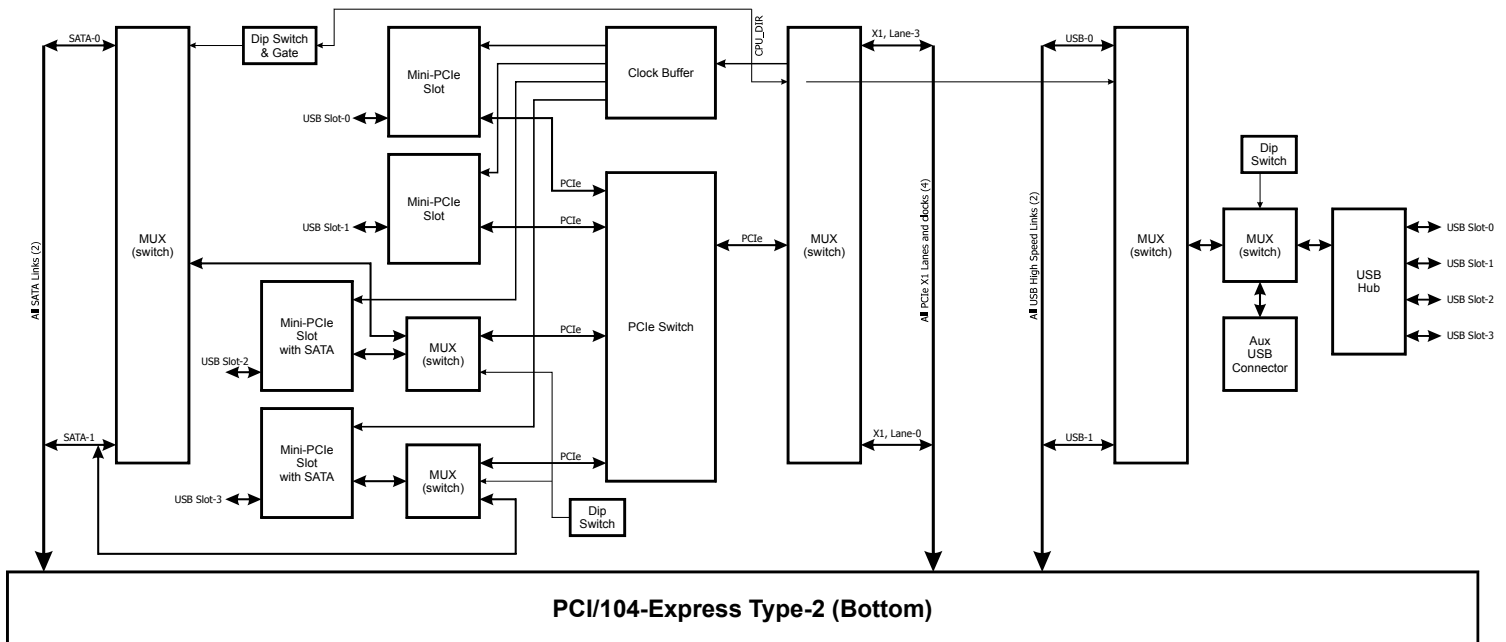 SATA-0
Dip Switch
& Gate
Mini-PCIe
Slot
USB Slot-0
Clock Buffer
CPU_DIR
X1, Lane-3
USB-0
Mini-PCIe
Slot
USB Slot-1
PCIe
PCIe
Dip
Switch
All SATA Links (2)
MUX
(switch)
PCIe
MUX
(switch)
All PCIe X1 Lanes and clocks (4)
All USB High Speed Links (2)
MUX
(switch)
MUX
(switch)
USB
Hub
USB Slot-0
USB Slot-1
USB Slot-2
USB Slot-3
Mini-PCIe
Slot
with SATA
USB Slot-2
MUX
(switch)
PCIe
PCIe Switch
Aux
USB
Connector
SATA-1
Mini-PCIe
Slot
with SATA
USB Slot-3
MUX
(switch)
PCIe
X1, Lane-0
USB-1
Dip
Switch
PCI/104-Express Type-2 (Bottom)